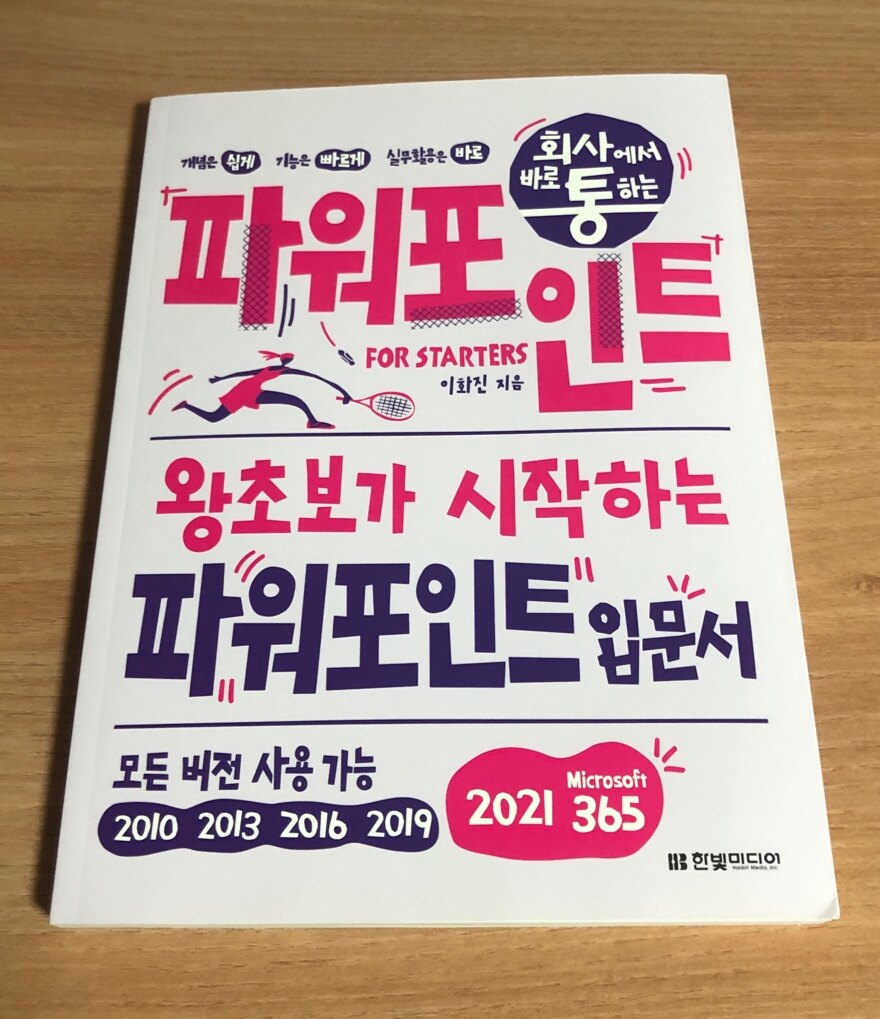 개념은 쉽게 기능은 빠르게 실무활용은 바로
회사에서
바로 통하는
파워포인트
FOR STARTERS
이화진 지음
왕초보가 시작하는
파워포인트 입문서
모든 버전 사용 가능
2010 2013 2016 2019
2021 Microsoft 365
한빛미디어
Hanbit Media, Inc.